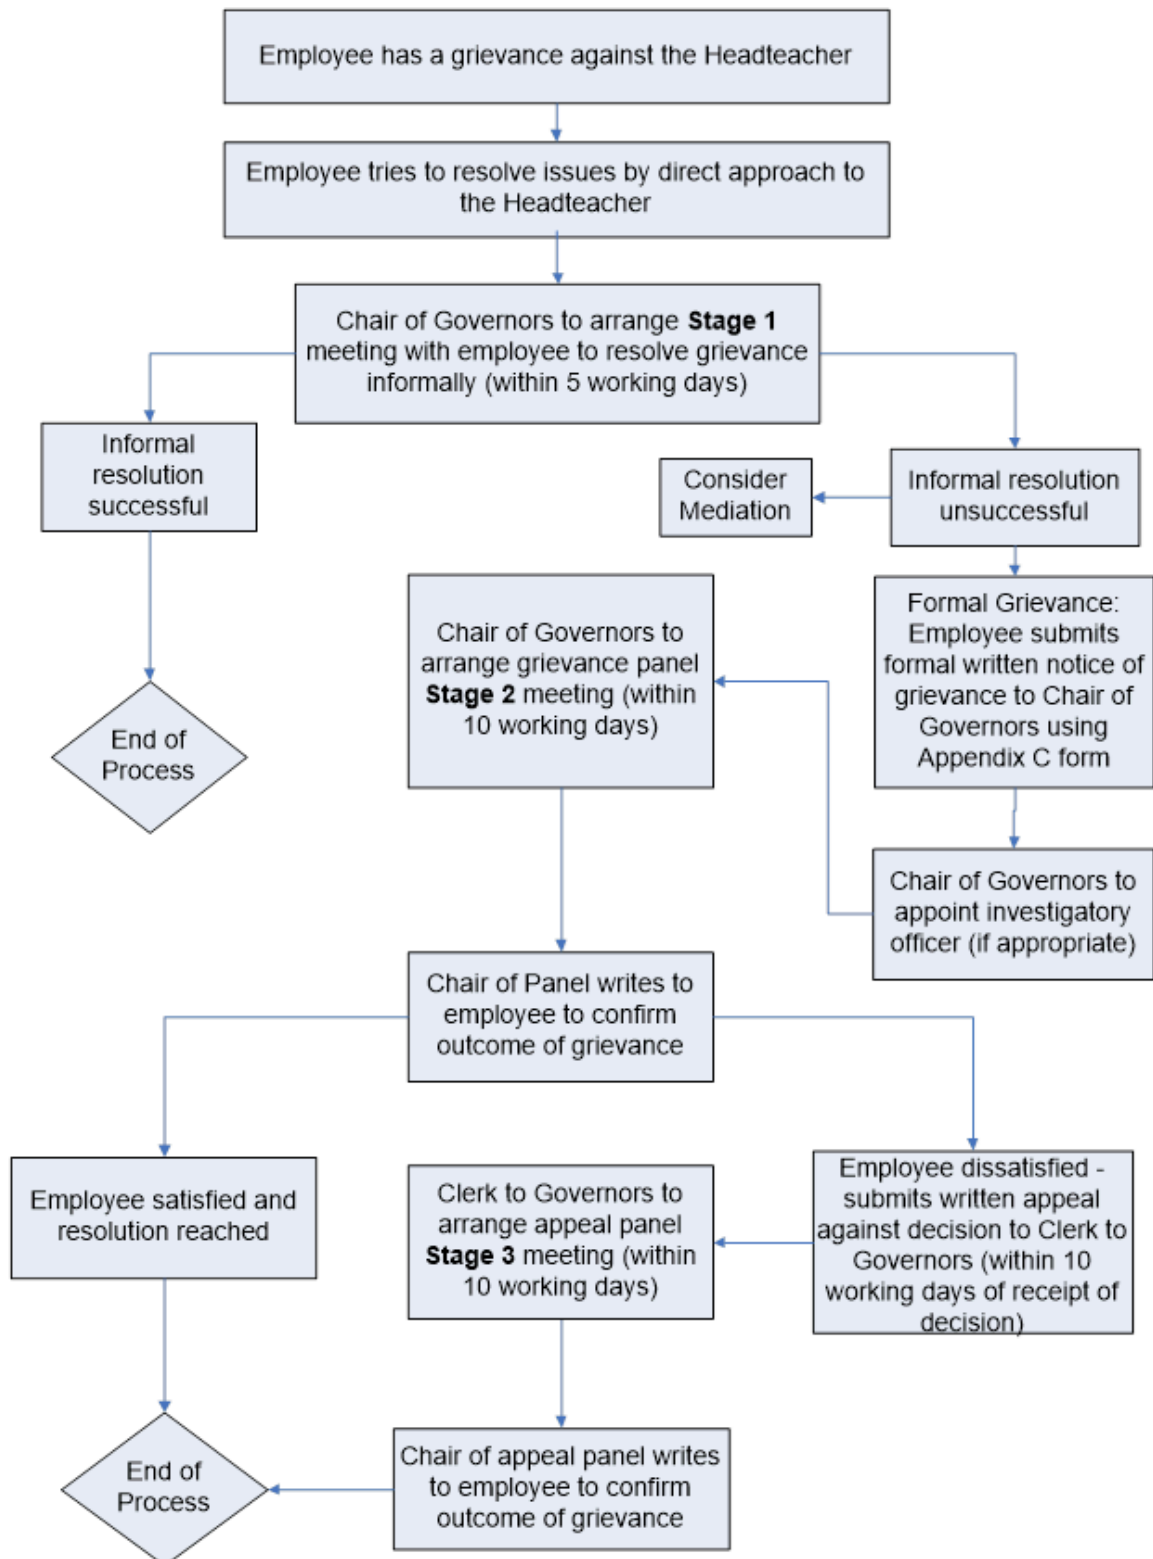 Employee has a grievance against the Headteacher
Employee tries to resolve issues by direct approach to
the Headteacher
Chair of Governors to arrange Stage 1
meeting with employee to resolve grievance
informally (within 5 working days)
Informal
resolution
successful
Consider
Mediation
Informal resolution
unsuccessful
End of
Process
Chair of Governors to
arrange grievance panel
Stage 2 meeting (within
10 working days)
Formal Grievance:
Employee submits
formal written notice of
grievance to Chair of
Governors using
Appendix C form
Chair of Governors to
appoint investigatory
officer (if appropriate)
Chair of Panel writes to
employee to confirm
outcome of grievance
Employee satisfied and
resolution reached
Clerk to Governors to
arrange appeal panel
Stage 3 meeting (within
10 working days)
Employee dissatisfied -
submits written appeal
against decision to Clerk to
Governors (within 10
working days of receipt of
decision)
End of
Process
Chair of appeal panel writes
to employee to confirm
outcome of grievance